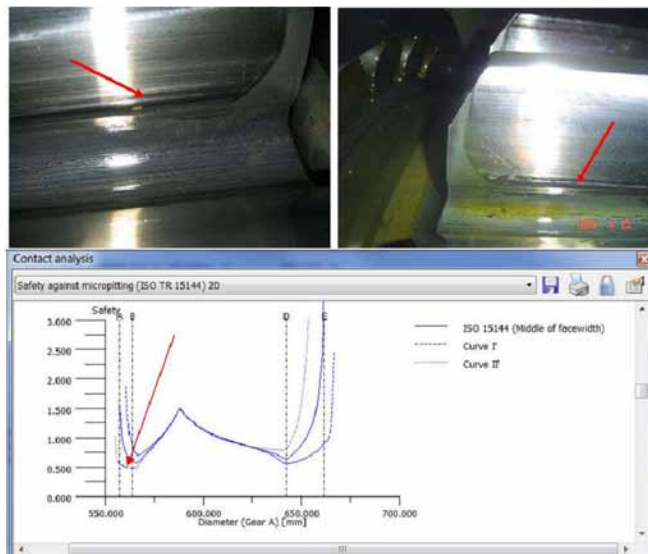 Contact analysis
Safety against micropitting (ISO TR 15144) 2D
Safety
A B D E
3.000
2.500
2.000
1.500
1.000
0.500
0.000
550.000 600.000 650.000 700.000
Diameter (Gear A) [mm]
ISO 15144 (Middle of facewidth)
Curve I'
Curve II'